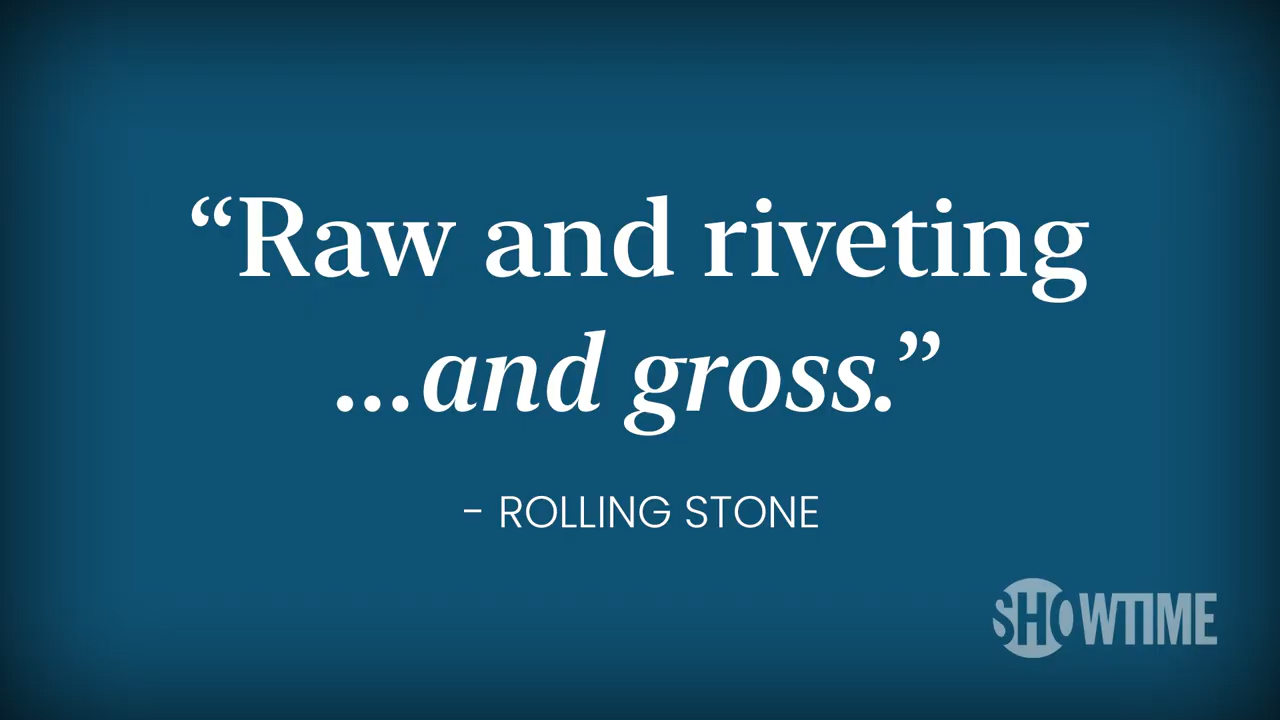 “Raw and riveting
...and gross.”
– ROLLING STONE
SHOWTIME